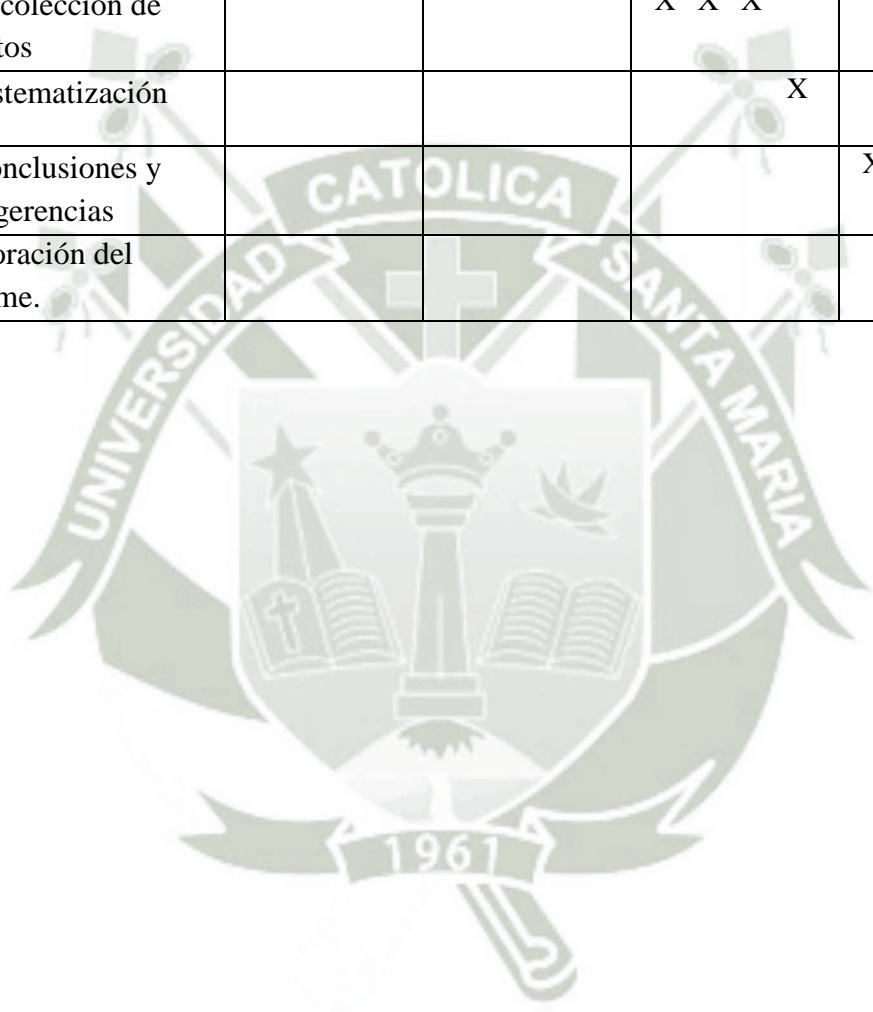 colección de X X X
tos
stematización X
onclusiones y X
gerencias
oración del
me.
UNIVERSIDAD CATOLICA SANTA MARIA
1961